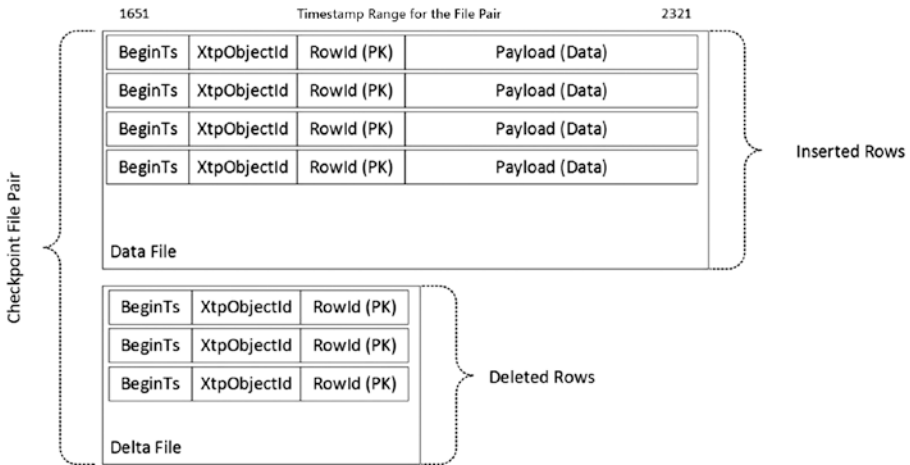 1651 Timestamp Range for the File Pair 2321
BeginTs XtpObjectId RowId (PK) Payload (Data)
BeginTs XtpObjectId RowId (PK) Payload (Data)
BeginTs XtpObjectId RowId (PK) Payload (Data)
BeginTs XtpObjectId RowId (PK) Payload (Data)
Inserted Rows
Data File
Checkpoint File Pair
BeginTs XtpObjectId RowId (PK)
BeginTs XtpObjectId RowId (PK)
BeginTs XtpObjectId RowId (PK)
Deleted Rows
Delta File